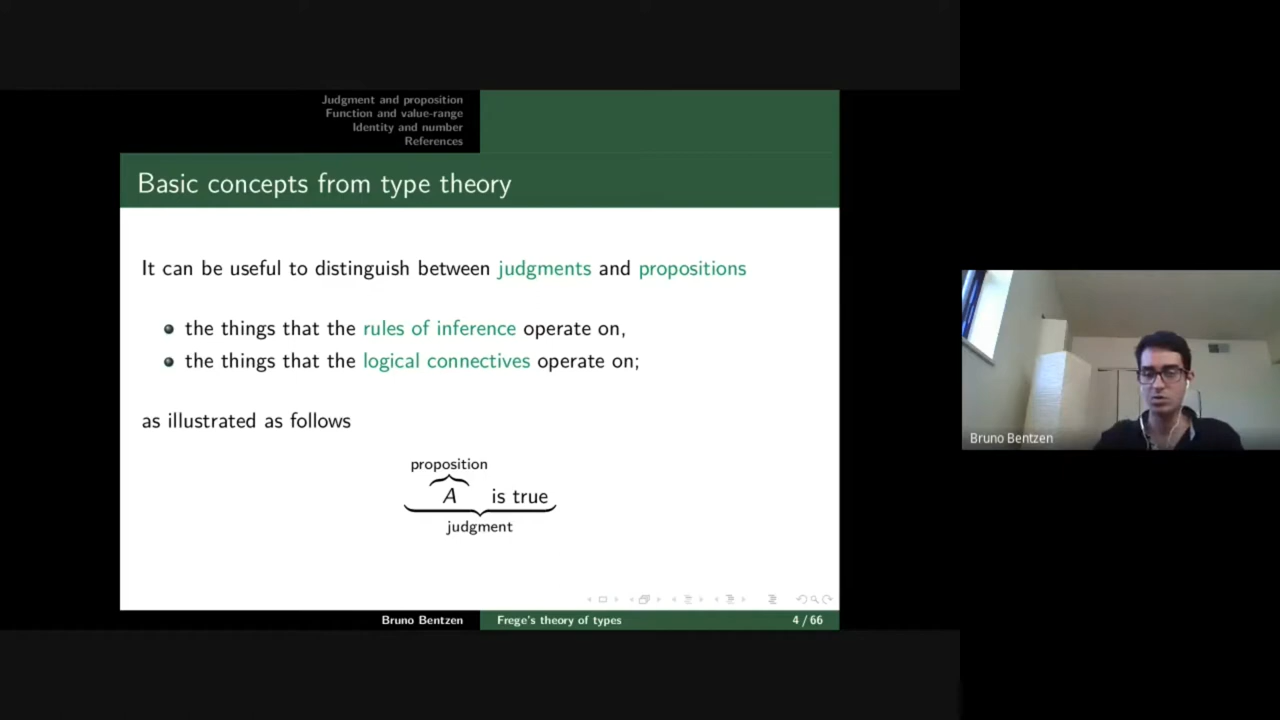 Judgment and proposition
Function and value-range
Identity and number
References
Basic concepts from type theory
It can be useful to distinguish between judgments and propositions
the things that the rules of inference operate on,
the things that the logical connectives operate on;
as illustrated as follows
proposition
A is true
judgment
Bruno Bentzen Frege's theory of types 4 / 66
Bruno Bentzen